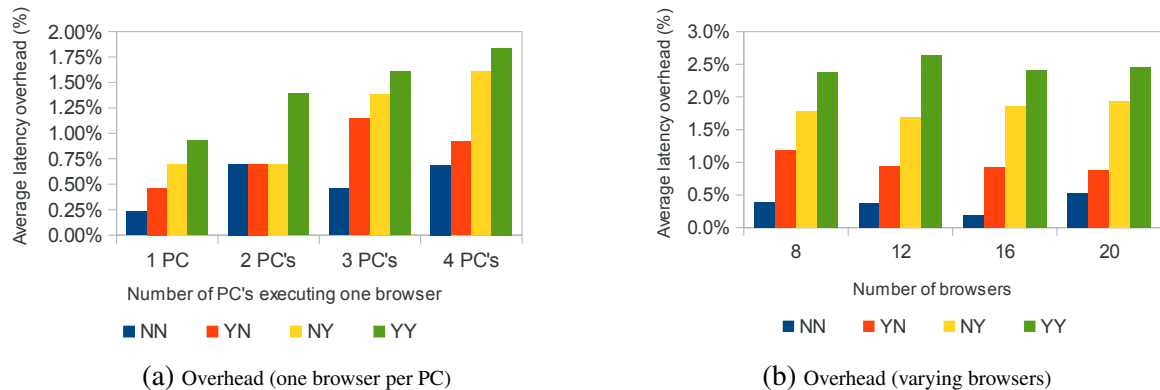 Average latency overhead (%)
2.00%
1.75%
1.50%
1.25%
1.00%
0.75%
0.50%
0.25%
0.00%
1 PC 2 PC's 3 PC's 4 PC's
Number of PC's executing one browser
NN YN NY YY
(a) Overhead (one browser per PC)
Average latency overhead (%)
3.0%
2.5%
2.0%
1.5%
1.0%
0.5%
0.0%
8 12 16 20
Number of browsers
NN YN NY YY
(b) Overhead (varying browsers)